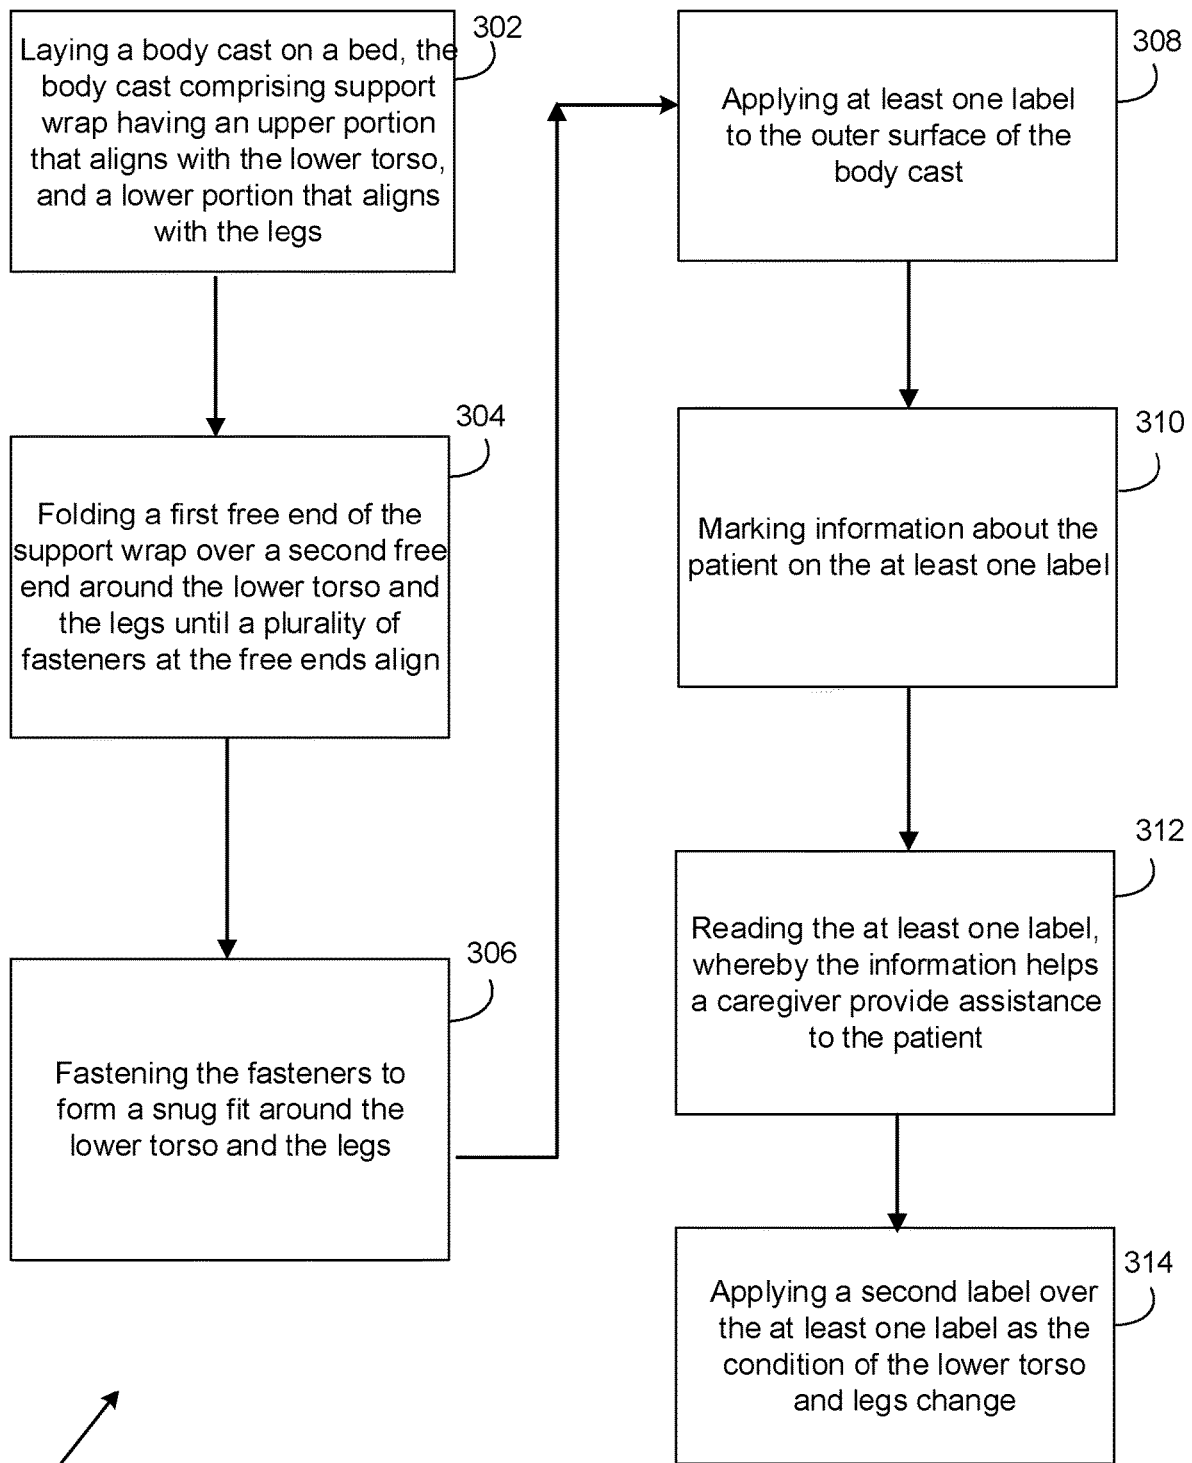 302
Laying a body cast on a bed, the
body cast comprising support
wrap having an upper portion
that aligns with the lower torso,
and a lower portion that aligns
with the legs
304
Folding a first free end of the
support wrap over a second free
end around the lower torso and
the legs until a plurality of
fasteners at the free ends align
306
Fastening the fasteners to
form a snug fit around the
lower torso and the legs
308
Applying at least one label
to the outer surface of the
body cast
310
Marking information about the
patient on the at least one label
312
Reading the at least one label,
whereby the information helps
a caregiver provide assistance
to the patient
314
Applying a second label over
the at least one label as the
condition of the lower torso
and legs change